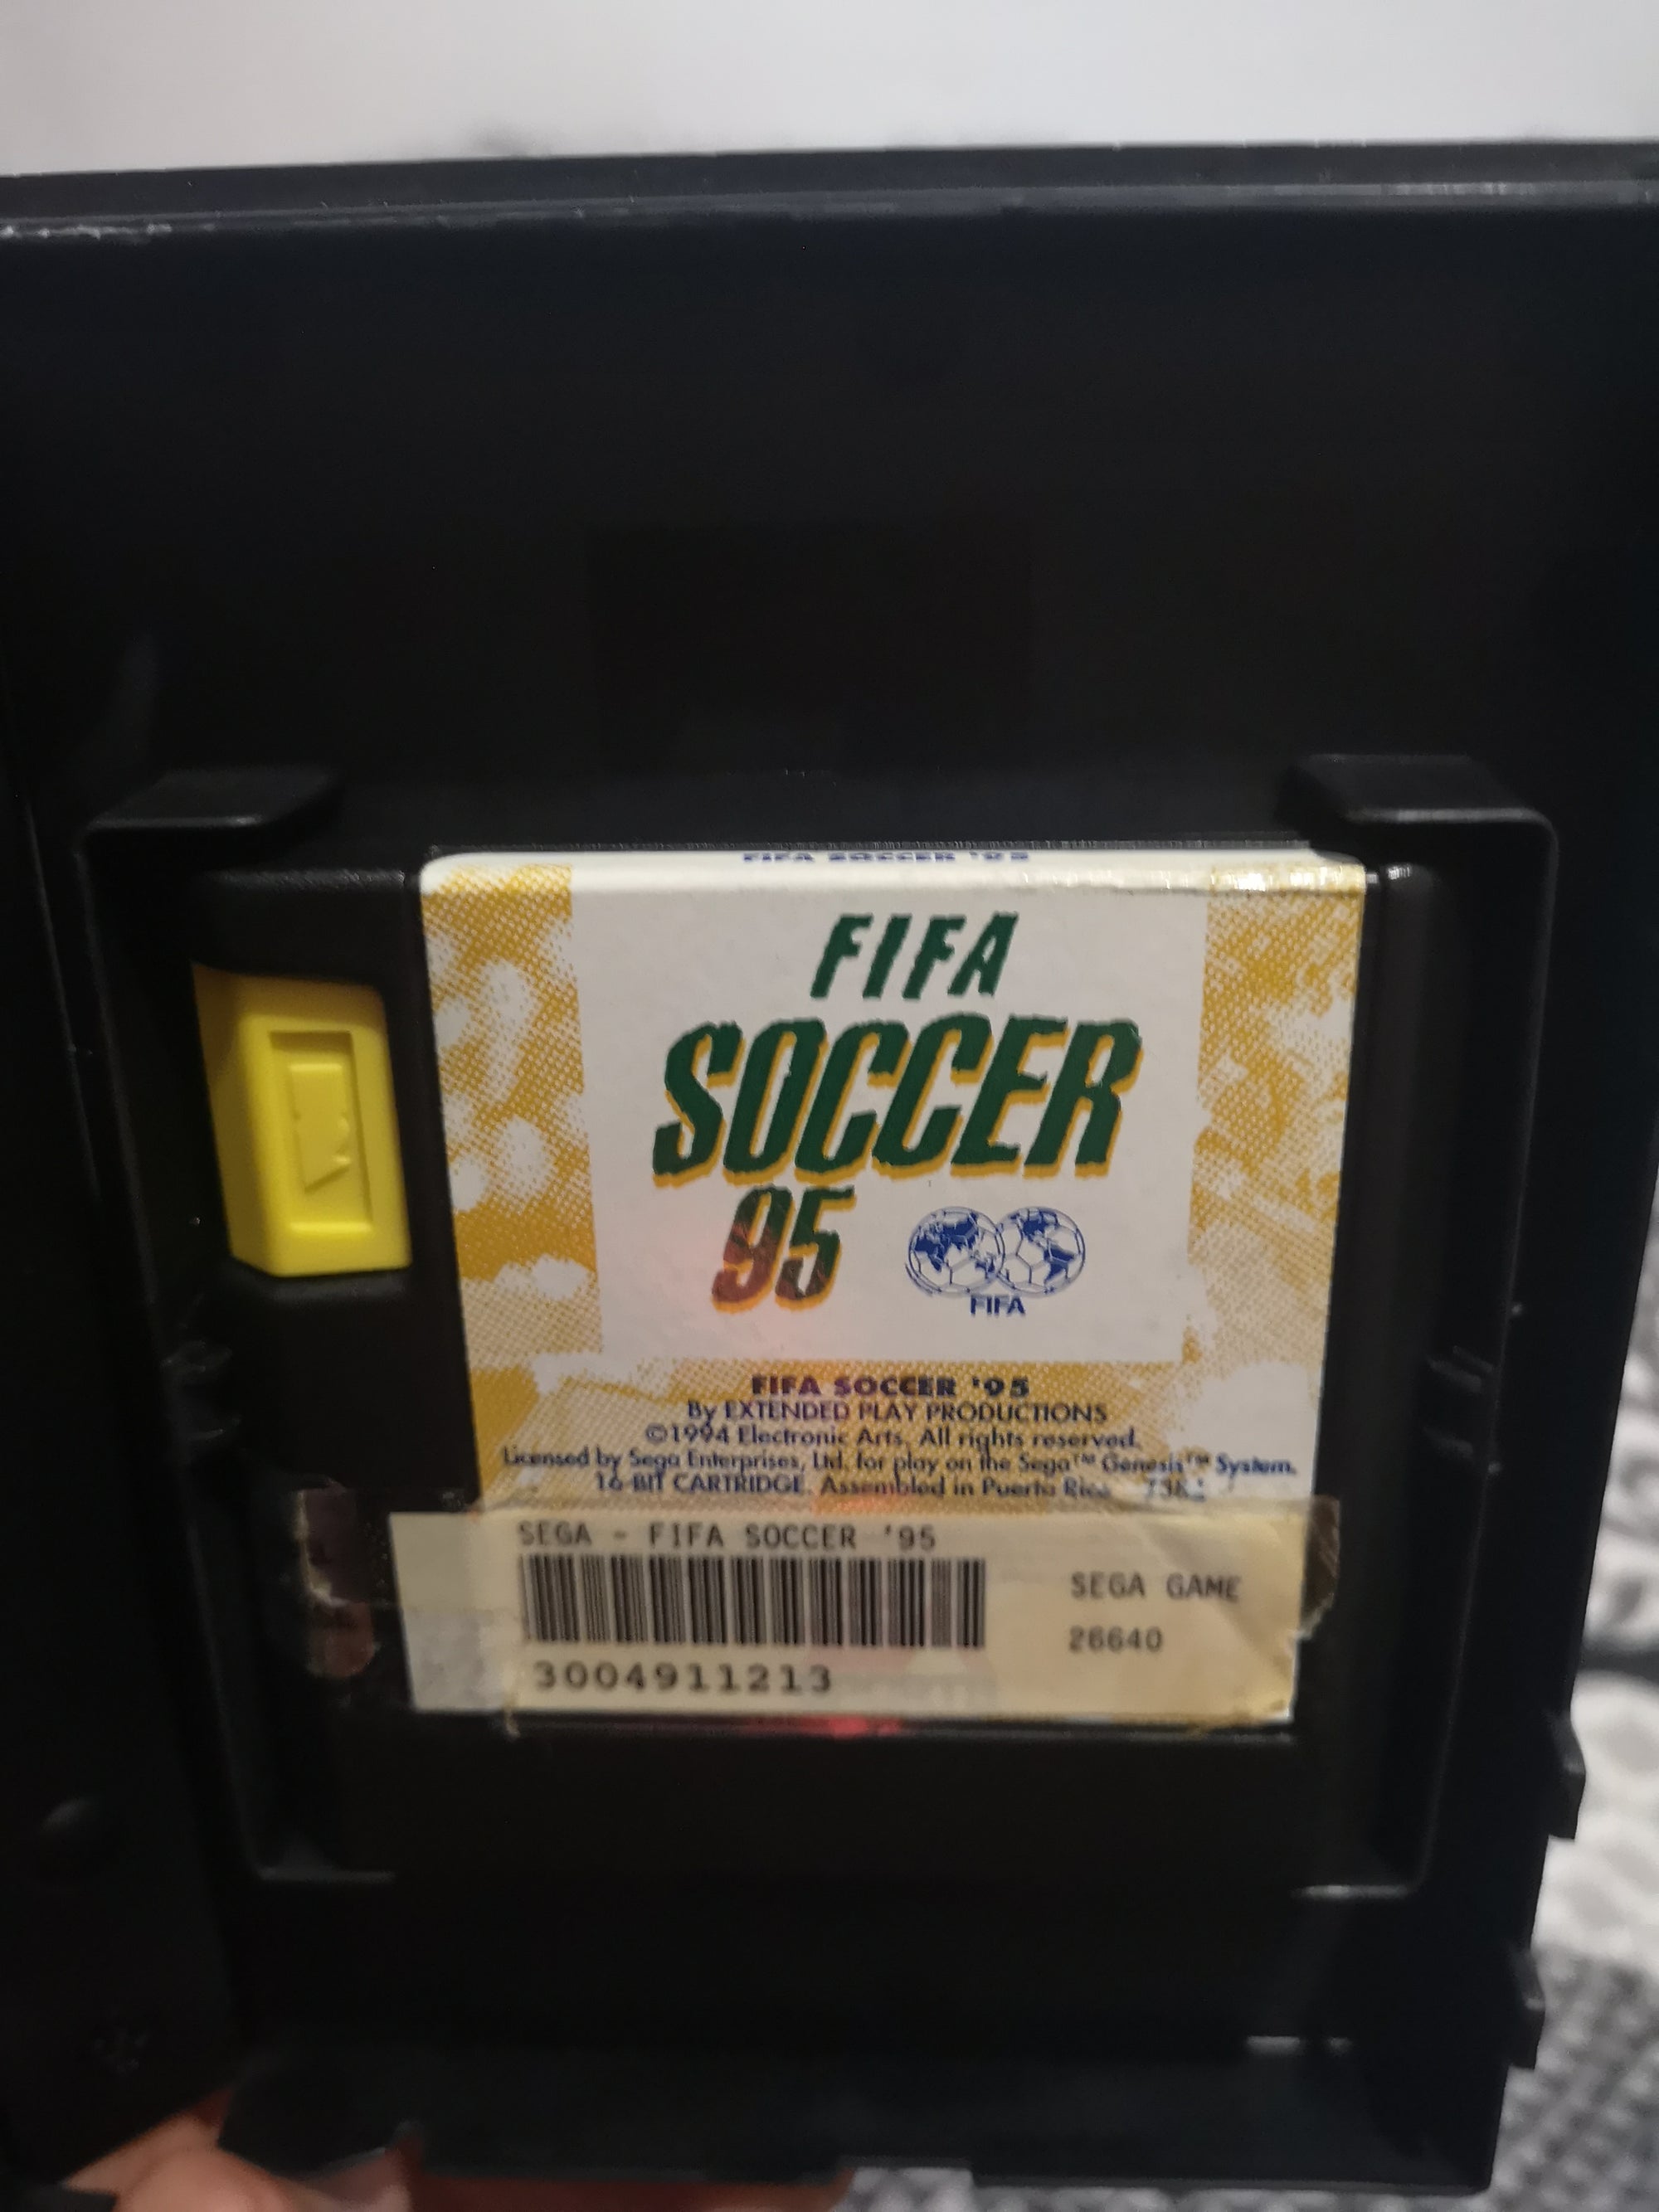 FIFA SOCCER '95
FIFA
SOCCER
95
FIFA
FIFA SOCCER '95
By EXTENDED PLAY PRODUCTIONS
©1994 Electronic Arts. All rights reserved.
Licensed by Sega Enterprises, Ltd. for play on the Sega™ Genesis™ System.
16-BIT CARTRIDGE. Assembled in Puerto Rico
SEGA - FIFA SOCCER '95
SEGA GAME
26640
3004911213